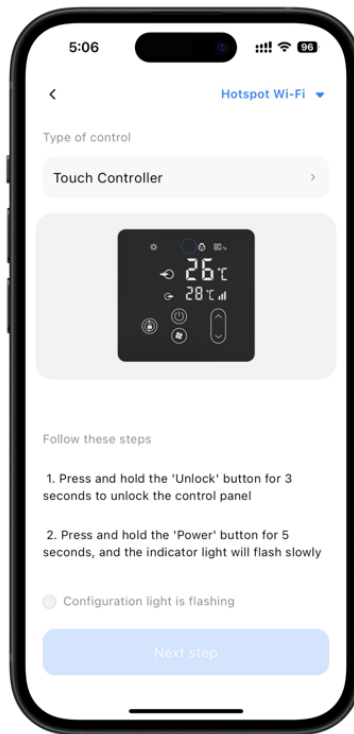 5:06
96
Hotspot Wi-Fi
Type of control
Touch Controller
80%
26℃
28℃
Follow these steps
1. Press and hold the 'Unlock' button for 3
seconds to unlock the control panel
2. Press and hold the 'Power' button for 5
seconds, and the indicator light will flash slowly
Configuration light is flashing
Next step